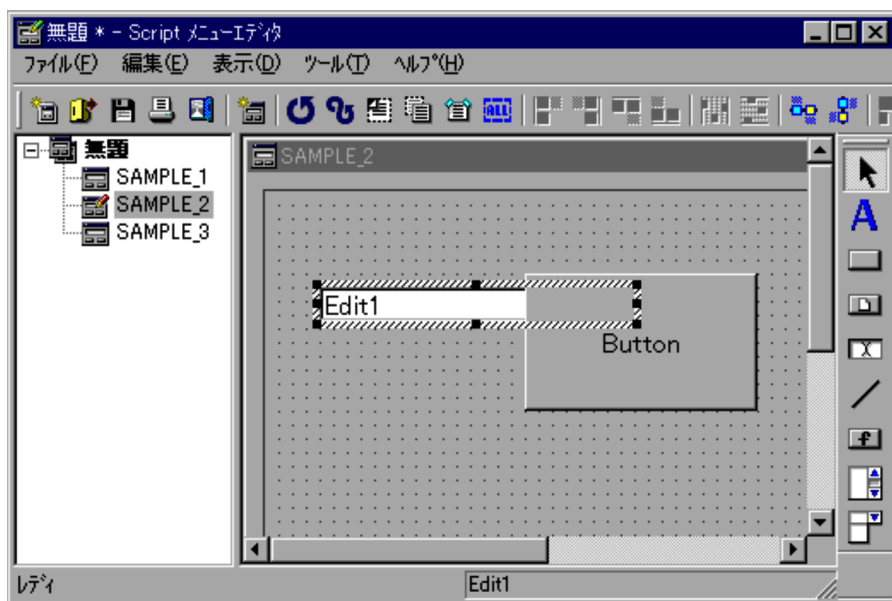 無題 * - Script ﾒﾆｭｰｴﾃﾞｨﾀ
ﾌｧｲﾙ(F) 編集(E) 表示(D) ﾂｰﾙ(T) ﾍﾙﾌﾟ(H)
ALL
無題
SAMPLE_1
SAMPLE_2
SAMPLE_3
SAMPLE_2
Edit1
Button
A
f
ﾚﾃﾞｨ
Edit1